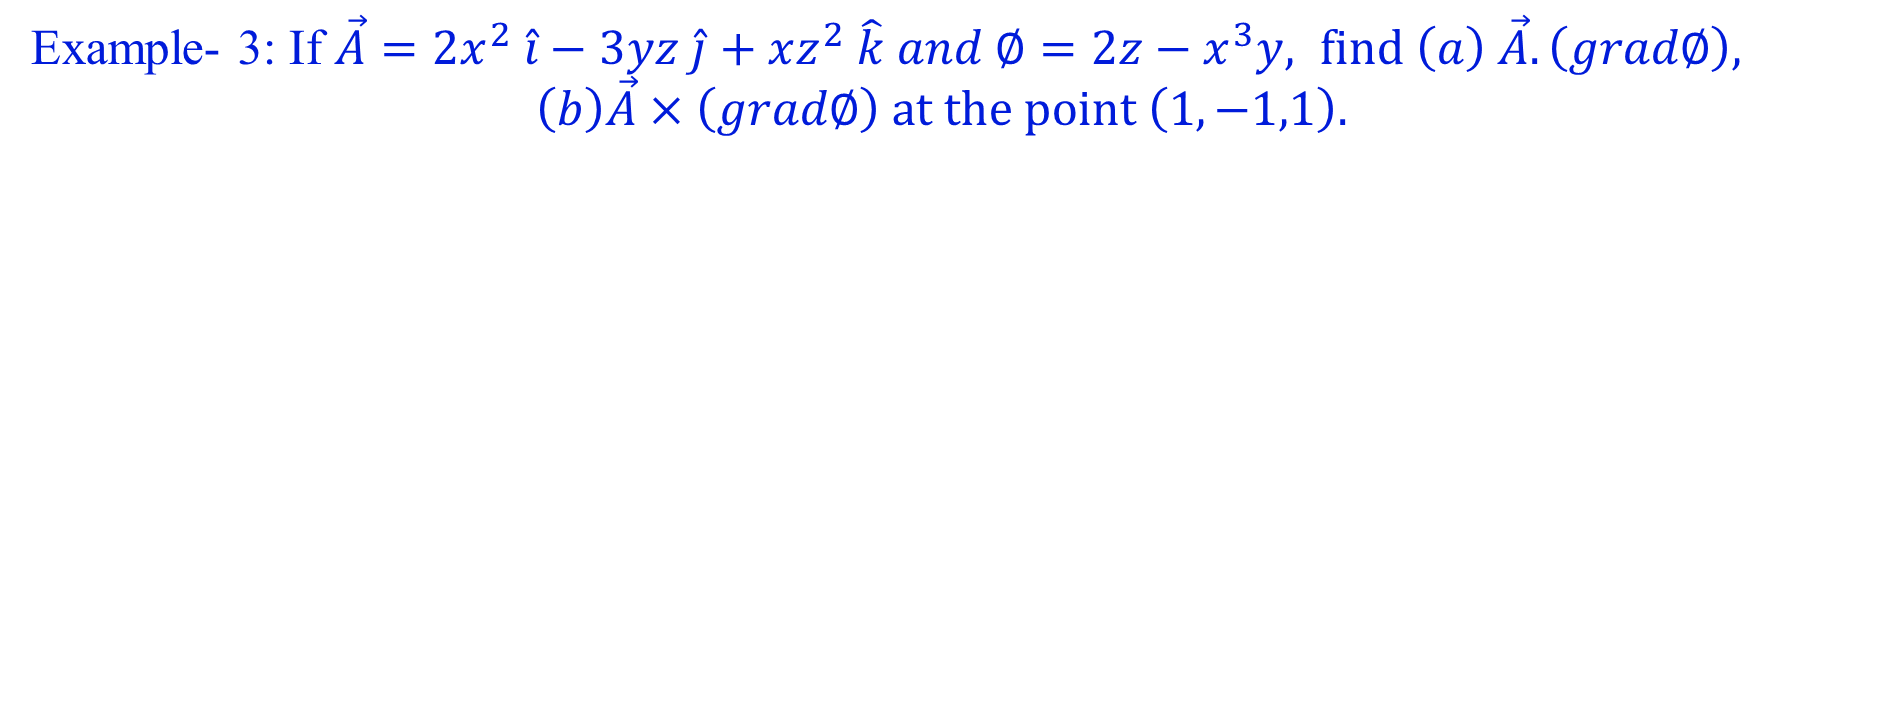 Example- 3: If A⃗ = 2x² î − 3yz ĵ + xz² k̂ and ∅ = 2z − x³y, find (a) A⃗. (grad∅),
(b)A⃗ × (grad∅) at the point (1, −1,1).